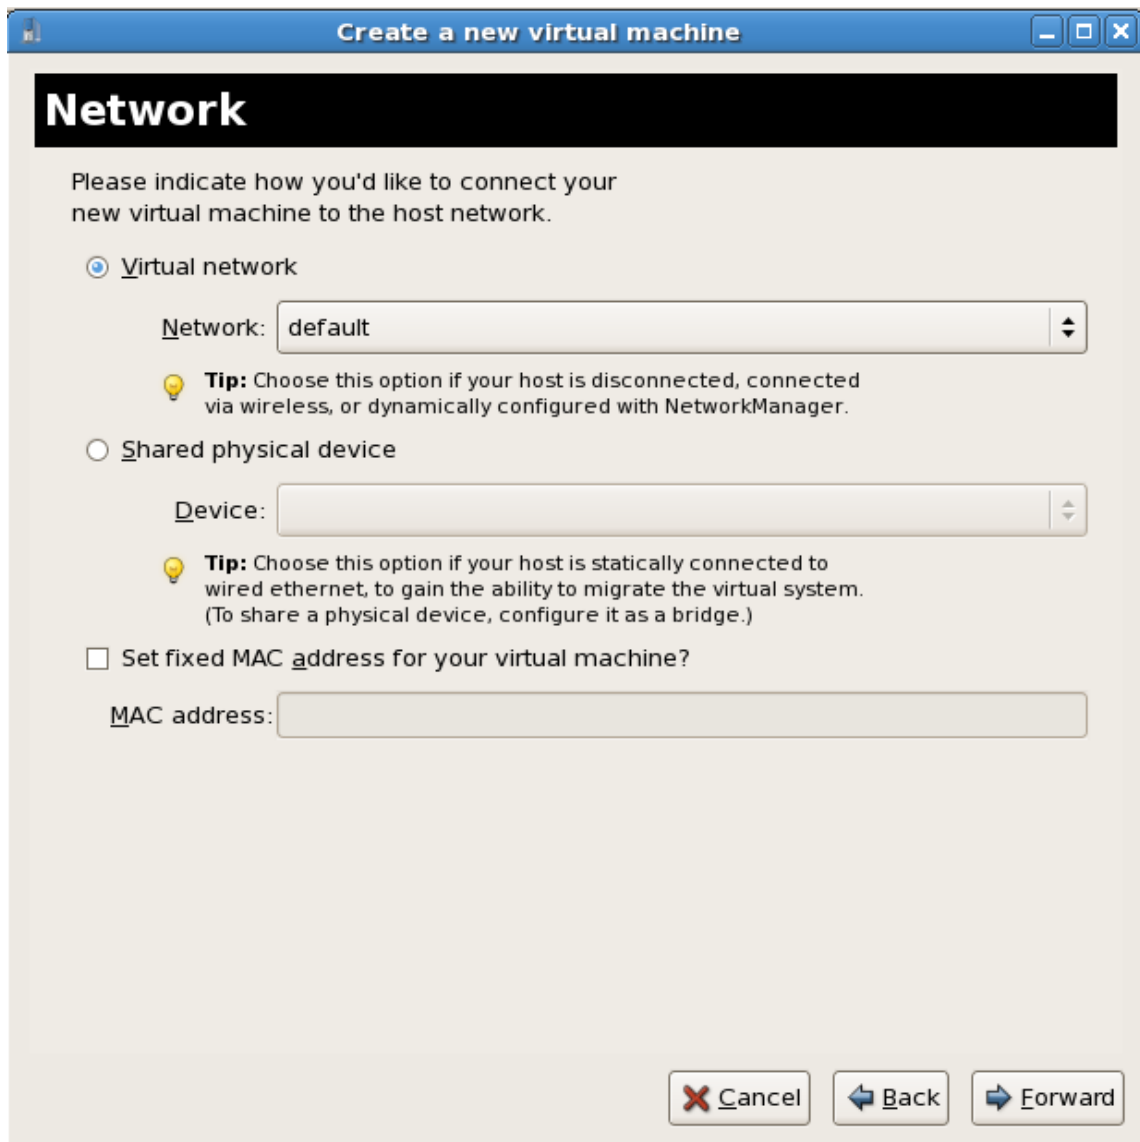 Create a new virtual machine
Network
Please indicate how you'd like to connect your
new virtual machine to the host network.
Virtual network
Network: default
Tip: Choose this option if your host is disconnected, connected
via wireless, or dynamically configured with NetworkManager.
Shared physical device
Device:
Tip: Choose this option if your host is statically connected to
wired ethernet, to gain the ability to migrate the virtual system.
(To share a physical device, configure it as a bridge.)
Set fixed MAC address for your virtual machine?
MAC address:
Cancel Back Forward